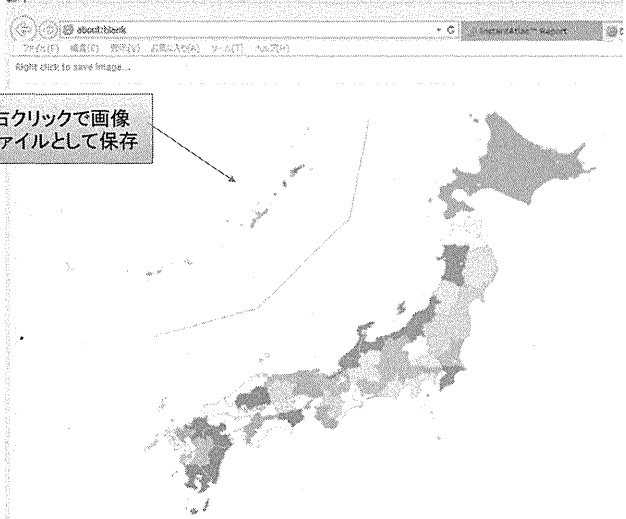 about:blank
InstantAtlas™ Report
ファイル(F) 編集(E) 表示(V) お気に入り(A) ツール(T) ヘルプ(H)
Right click to save image...
右クリックで画像
ァイルとして保存